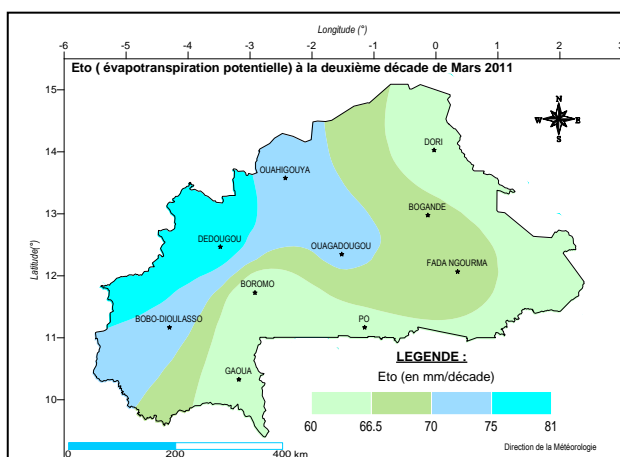 Longitude (°)
-6 -5 -4 -3 -2 -1 0 1 2 3
Eto ( évapotranspiration potentielle) à la deuxième décade de Mars 2011
15
N
W E
S
14
DORI
OUAHIGOUYA
13
BOGANDE
DEDOUGOU
OUAGADOUGOU
FADA NGOURMA
Latitude(°)
12
BOROMO
BOBO-DIOULASSO
PO
11
LEGENDE :
GAOUA
Eto (en mm/décade)
10
60 66.5 70 75 81
0 200 400
km
Direction de la Météorologie